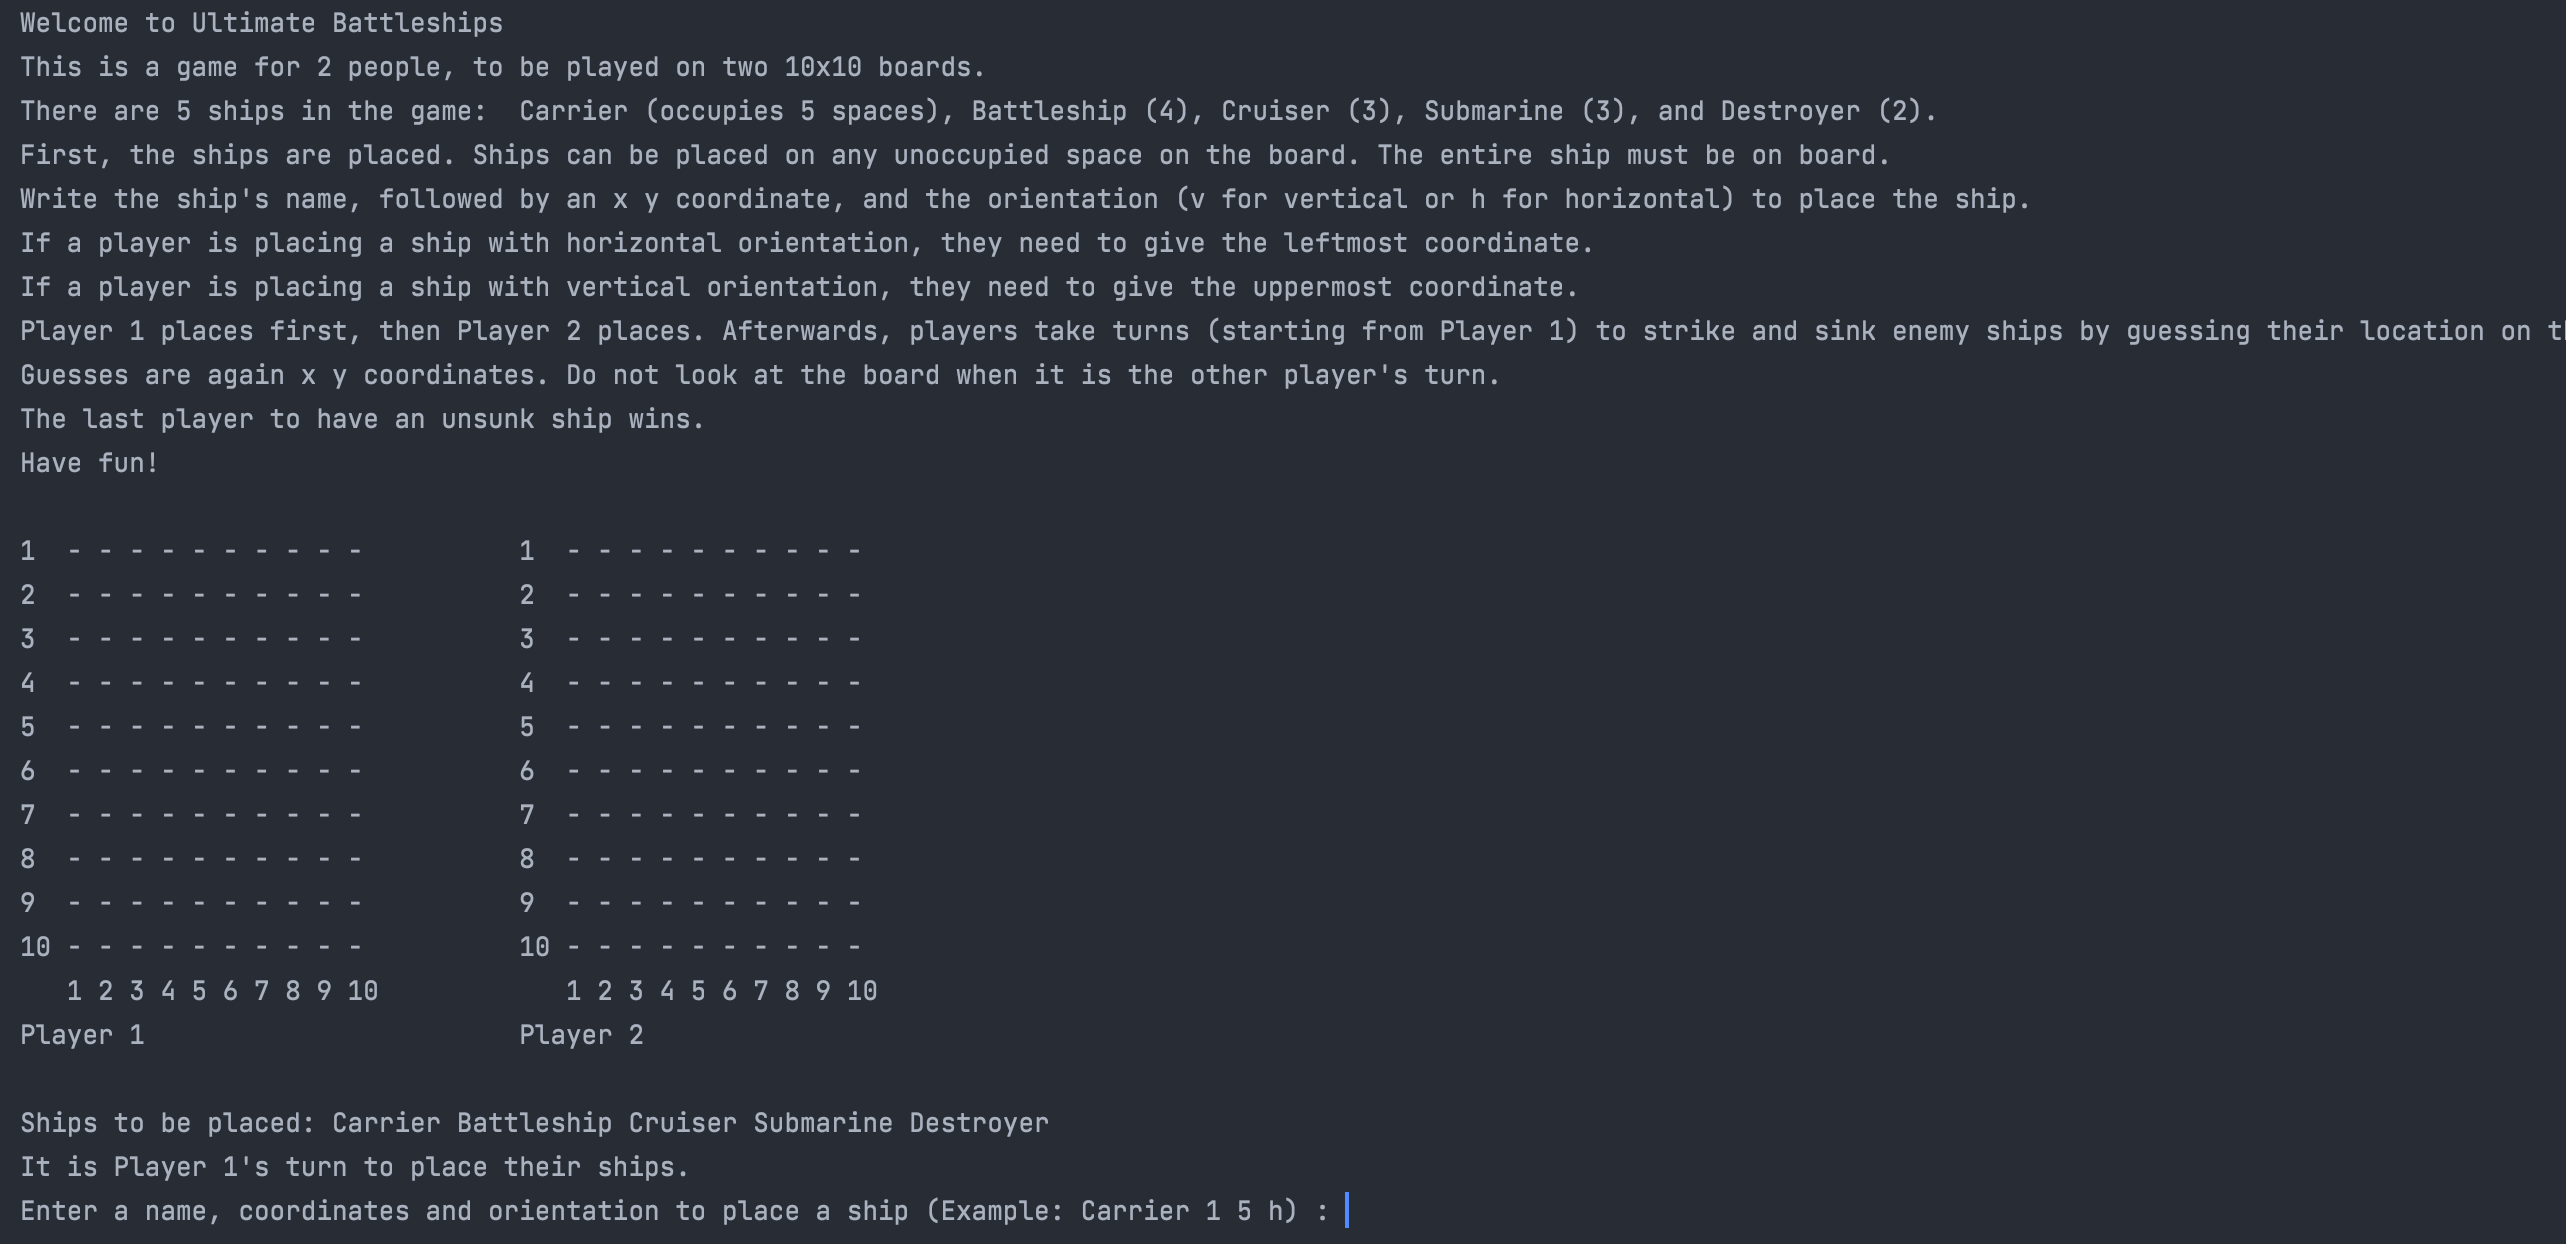 Welcome to Ultimate Battleships
This is a game for 2 people, to be played on two 10x10 boards.
There are 5 ships in the game:  Carrier (occupies 5 spaces), Battleship (4), Cruiser (3), Submarine (3), and Destroyer (2).
First, the ships are placed. Ships can be placed on any unoccupied space on the board. The entire ship must be on board.
Write the ship's name, followed by an x y coordinate, and the orientation (v for vertical or h for horizontal) to place the ship.
If a player is placing a ship with horizontal orientation, they need to give the leftmost coordinate.
If a player is placing a ship with vertical orientation, they need to give the uppermost coordinate.
Player 1 places first, then Player 2 places. Afterwards, players take turns (starting from Player 1) to strike and sink enemy ships by guessing their location on
Guesses are again x y coordinates. Do not look at the board when it is the other player's turn.
The last player to have an unsunk ship wins.
Have fun!

1  - - - - - - - - - -          1  - - - - - - - - - -
2  - - - - - - - - - -          2  - - - - - - - - - -
3  - - - - - - - - - -          3  - - - - - - - - - -
4  - - - - - - - - - -          4  - - - - - - - - - -
5  - - - - - - - - - -          5  - - - - - - - - - -
6  - - - - - - - - - -          6  - - - - - - - - - -
7  - - - - - - - - - -          7  - - - - - - - - - -
8  - - - - - - - - - -          8  - - - - - - - - - -
9  - - - - - - - - - -          9  - - - - - - - - - -
10 - - - - - - - - - -          10 - - - - - - - - - -
   1 2 3 4 5 6 7 8 9 10            1 2 3 4 5 6 7 8 9 10
Player 1                        Player 2

Ships to be placed: Carrier Battleship Cruiser Submarine Destroyer
It is Player 1's turn to place their ships.
Enter a name, coordinates and orientation to place a ship (Example: Carrier 1 5 h) :